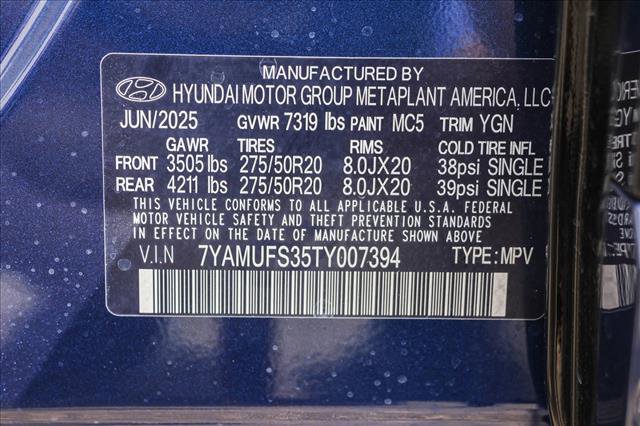 MANUFACTURED BY
HYUNDAI MOTOR GROUP METAPLANT AMERICA, LLC
JUN/2025 GVWR 7319 lbs PAINT MC5 TRIM YGN
GAWR TIRES RIMS COLD TIRE INFL
FRONT 3505 lbs 275/50R20 8.0JX20 38psi SINGLE
REAR 4211 lbs 275/50R20 8.0JX20 39psi SINGLE
THIS VEHICLE CONFORMS TO ALL APPLICABLE U.S.A. FEDERAL
MOTOR VEHICLE SAFETY AND THEFT PREVENTION STANDARDS
IN EFFECT ON THE DATE OF MANUFACTURE SHOWN ABOVE.
V.I.N 7YAMUFS35TY007394 TYPE: MPV